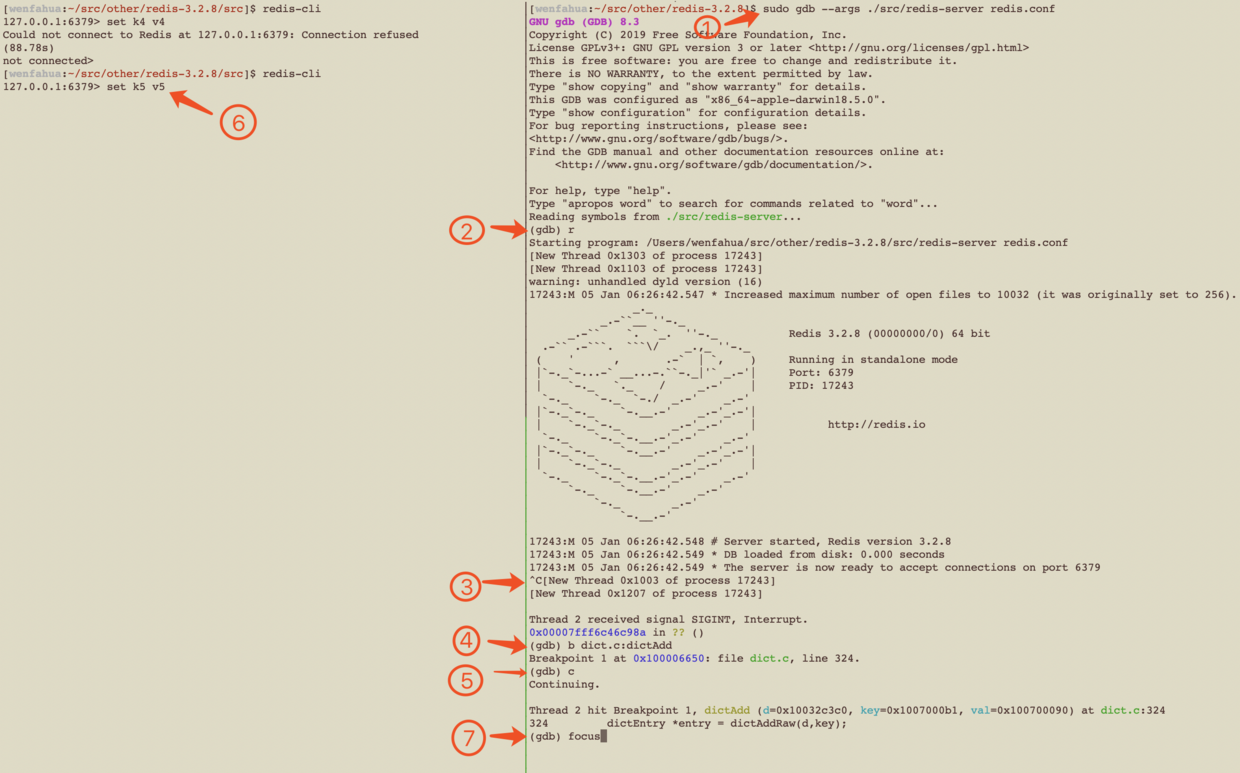 [wenfahua:~/src/other/redis-3.2.8/src]$ redis-cli
127.0.0.1:6379> set k4 v4
Could not connect to Redis at 127.0.0.1:6379: Connection refused
(88.78s)
not connected>
[wenfahua:~/src/other/redis-3.2.8/src]$ redis-cli
127.0.0.1:6379> set k5 v5
⑥
[wenfahua:~/src/other/redis-3.2.8]$ sudo gdb --args ./src/redis-server redis.conf
①
GNU gdb (GDB) 8.3
Copyright (C) 2019 Free Software Foundation, Inc.
License GPLv3+: GNU GPL version 3 or later <http://gnu.org/licenses/gpl.html>
This is free software: you are free to change and redistribute it.
There is NO WARRANTY, to the extent permitted by law.
Type "show copying" and "show warranty" for details.
This GDB was configured as "x86_64-apple-darwin18.5.0".
Type "show configuration" for configuration details.
For bug reporting instructions, please see:
<http://www.gnu.org/software/gdb/bugs/>.
Find the GDB manual and other documentation resources online at:
<http://www.gnu.org/software/gdb/documentation/>.
For help, type "help".
Type "apropos word" to search for commands related to "word"...
Reading symbols from ./src/redis-server...
② (gdb) r
Starting program: /Users/wenfahua/src/other/redis-3.2.8/src/redis-server redis.conf
[New Thread 0x1303 of process 17243]
[New Thread 0x1103 of process 17243]
warning: unhandled dyld version (16)
17243:M 05 Jan 06:26:42.547 * Increased maximum number of open files to 10032 (it was originally set to 256).
Redis 3.2.8 (00000000/0) 64 bit
Running in standalone mode
Port: 6379
PID: 17243
http://redis.io
17243:M 05 Jan 06:26:42.548 # Server started, Redis version 3.2.8
17243:M 05 Jan 06:26:42.549 * DB loaded from disk: 0.000 seconds
17243:M 05 Jan 06:26:42.549 * The server is now ready to accept connections on port 6379
③ ^C[New Thread 0x1003 of process 17243]
[New Thread 0x1207 of process 17243]
Thread 2 received signal SIGINT, Interrupt.
0x00007fff6c46c98a in ?? ()
④ (gdb) b dict.c:dictAdd
Breakpoint 1 at 0x100006650: file dict.c, line 324.
⑤ (gdb) c
Continuing.
Thread 2 hit Breakpoint 1, dictAdd (d=0x10032c3c0, key=0x1007000b1, val=0x100700090) at dict.c:324
324 dictEntry *entry = dictAddRaw(d,key);
⑦ (gdb) focus